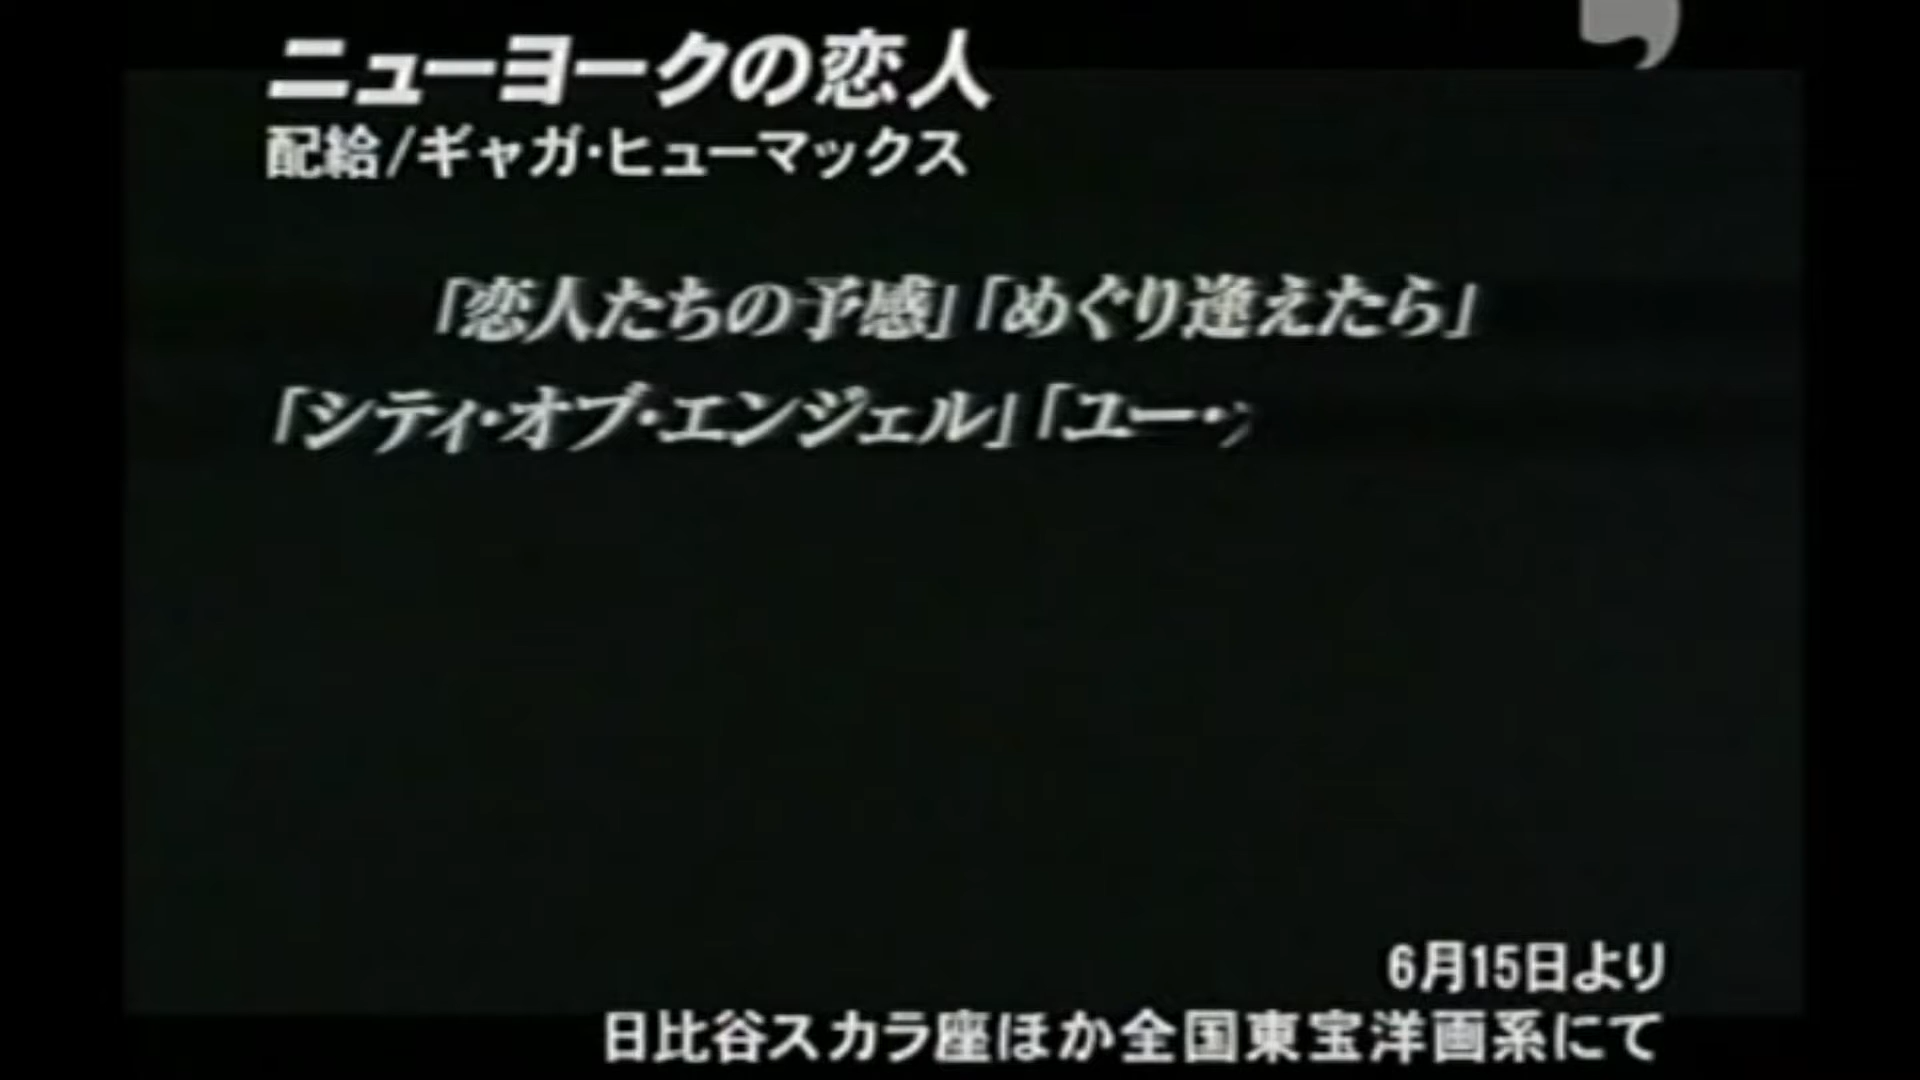 ニューヨークの恋人
配給/ギャガ・ヒューマックス
「恋人たちの予感」「めぐり逢えたら」
「シティ・オブ・エンジェル」「ユー・
6月15日より
日比谷スカラ座ほか全国東宝洋画系にて